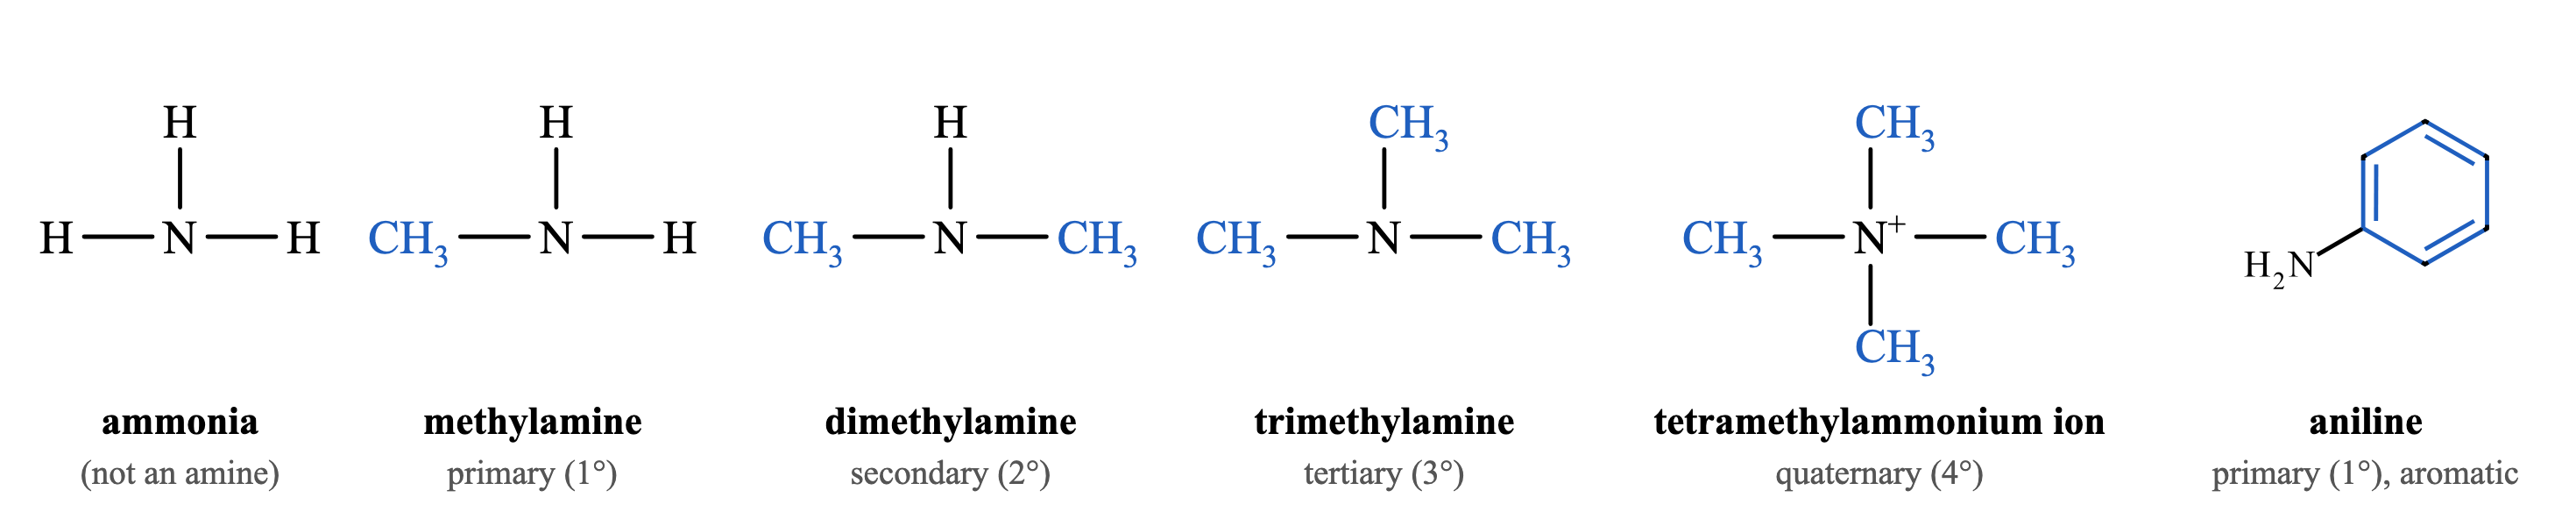 H
H N H
H
CH₃ N H
H
CH₃ N CH₃
CH₃
CH₃ N CH₃
CH₃
CH₃ N⁺ CH₃
CH₃
H₂N
ammonia
(not an amine)
methylamine
primary (1°)
dimethylamine
secondary (2°)
trimethylamine
tertiary (3°)
tetramethylammonium ion
quaternary (4°)
aniline
primary (1°), aromatic